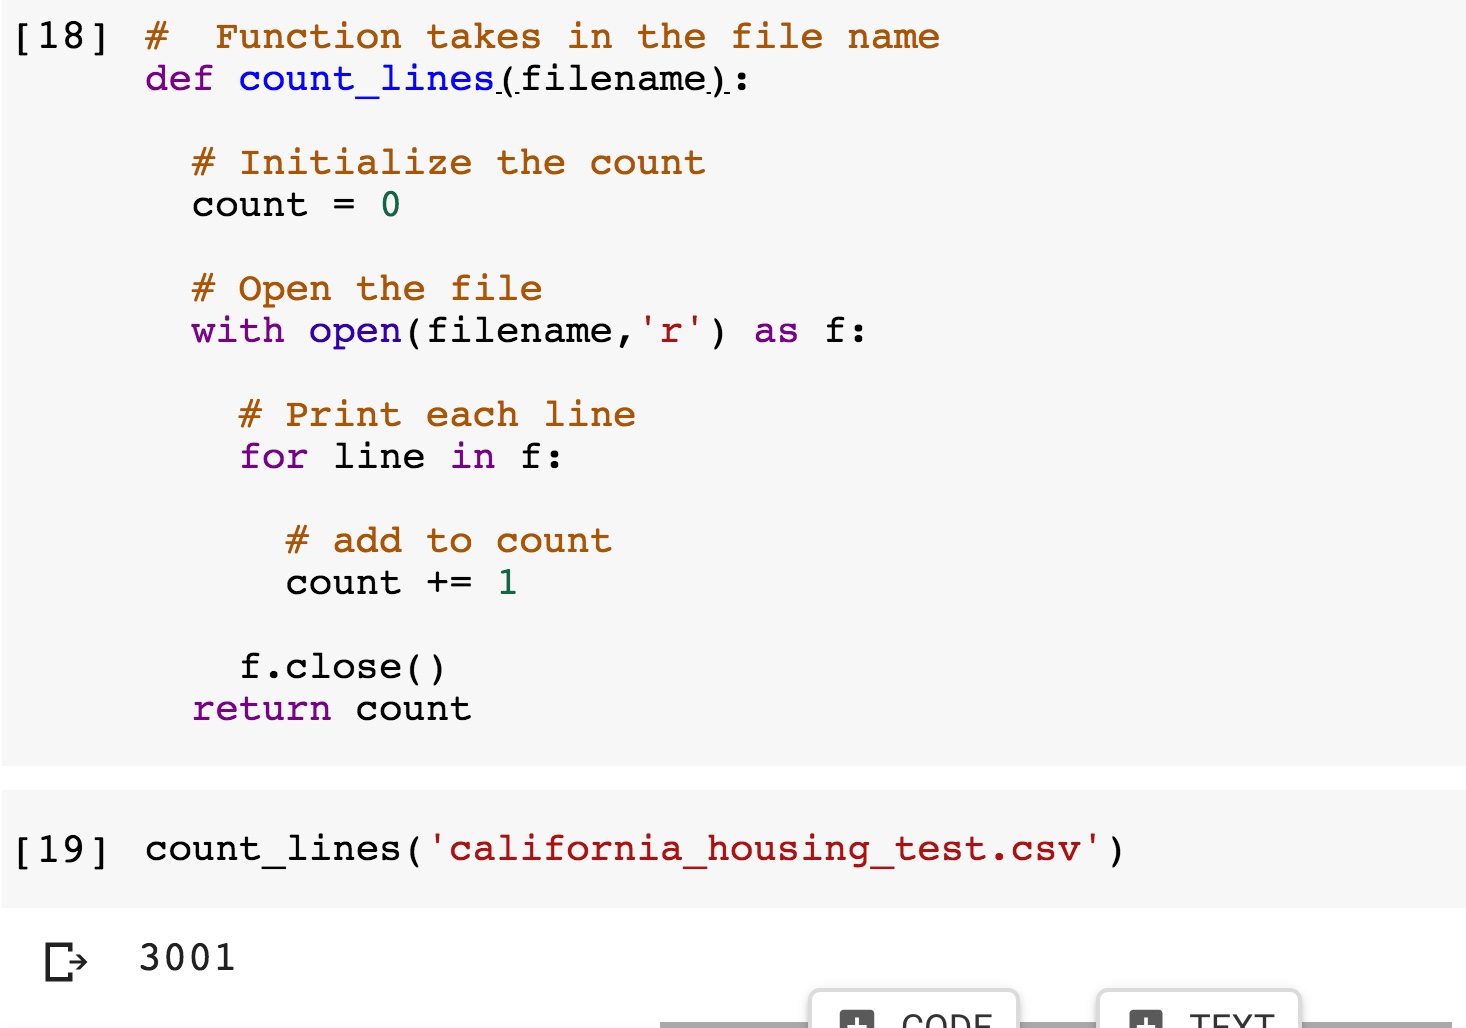 [18] #  Function takes in the file name
def count_lines(filename):
# Initialize the count
count = 0
# Open the file
with open(filename,'r') as f:
# Print each line
for line in f:
# add to count
count += 1
f.close()
return count
[19] count_lines('california_housing_test.csv')
3001
CODE TEXT